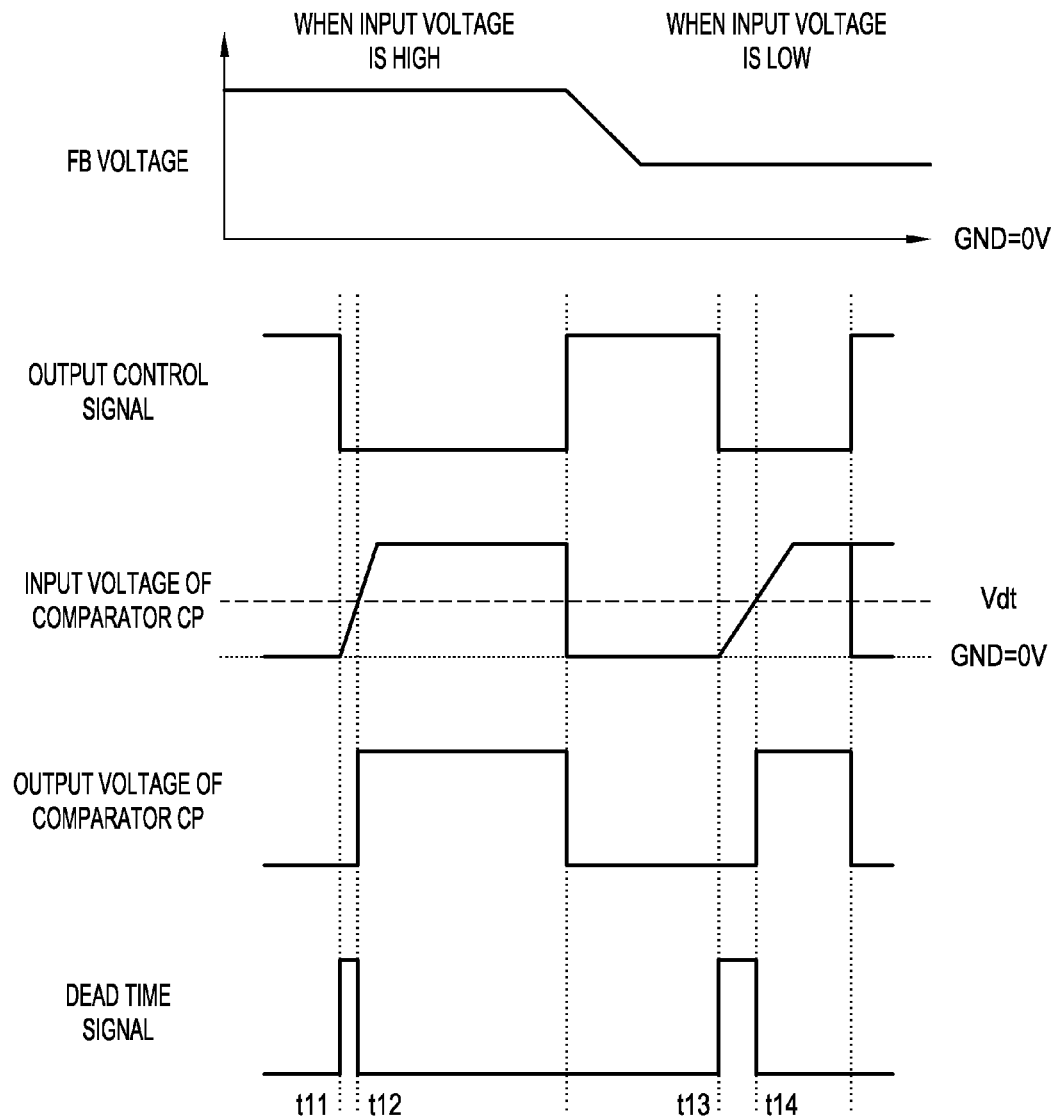 WHEN INPUT VOLTAGE
IS HIGH
WHEN INPUT VOLTAGE
IS LOW
FB VOLTAGE
GND=0V
OUTPUT CONTROL
SIGNAL
INPUT VOLTAGE OF
COMPARATOR CP
Vdt
GND=0V
OUTPUT VOLTAGE OF
COMPARATOR CP
DEAD TIME
SIGNAL
t11
t12
t13
t14